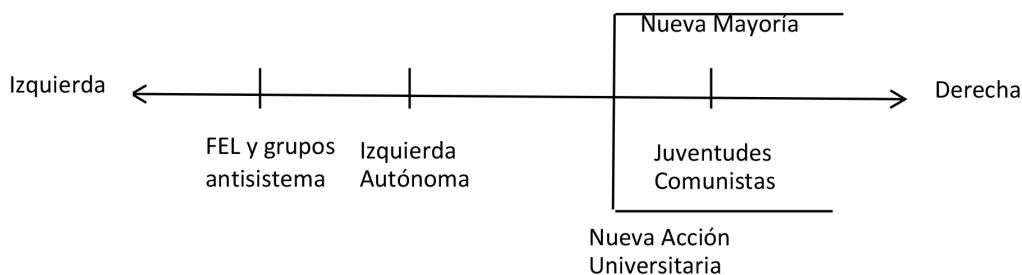 Nueva Mayoría
Izquierda
Derecha
FEL y grupos
antisistema
Izquierda
Autónoma
Juventudes
Comunistas
Nueva Acción
Universitaria